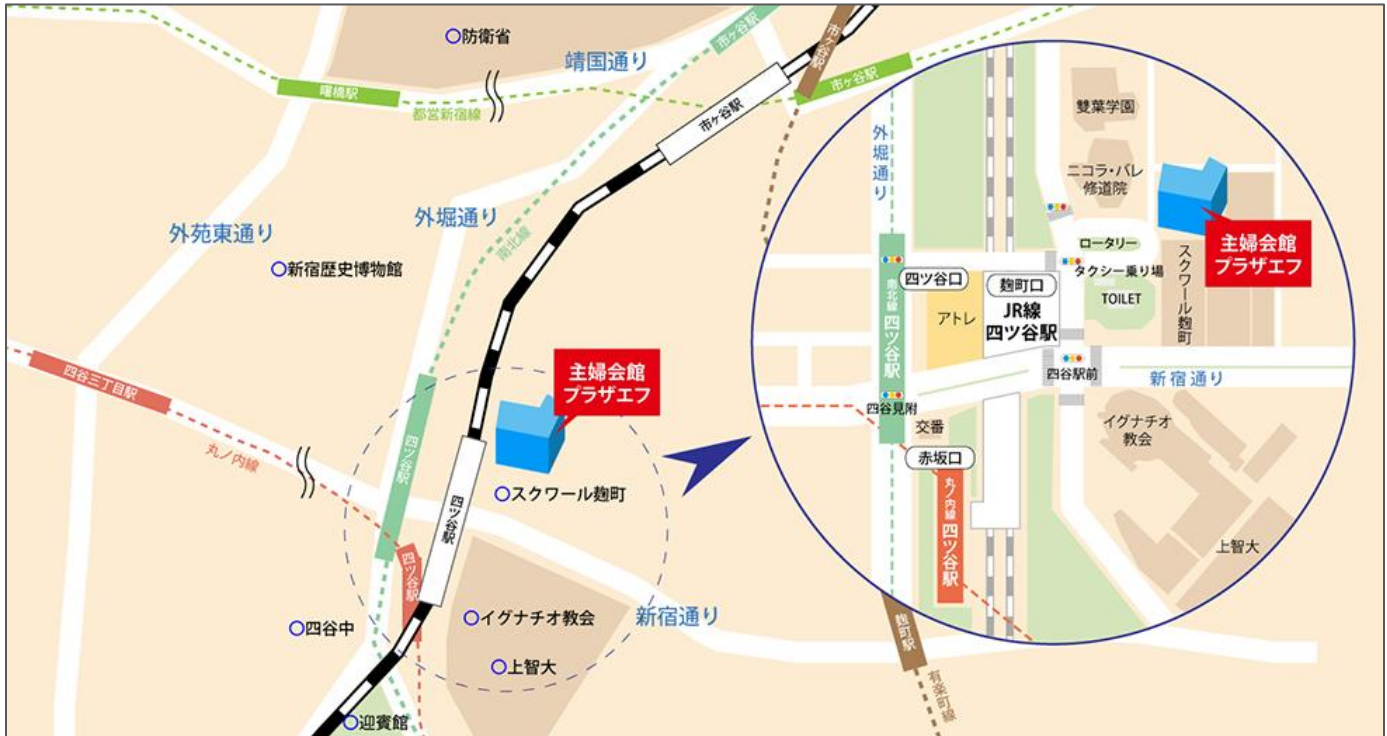 防衛省
靖国通り
市ヶ谷駅
市ヶ谷駅
市ヶ谷駅
市ヶ谷駅
曙橋駅
都営新宿線
外苑東通り
外堀通り
南北線
新宿歴史博物館
四谷三丁目駅
丸ノ内線
主婦会館
プラザエフ
スクワール麹町
四ツ谷駅
四ツ谷駅
四ツ谷駅
イグナチオ教会
上智大
新宿通り
四谷中
迎賓館
麹町駅
有楽町線
外堀通り
雙葉学園
ニコラ・バレ
修道院
主婦会館
プラザエフ
ロータリー
タクシー乗り場
TOILET
スクワール麹町
四ツ谷口
麹町口
JR線
四ツ谷駅
アトレ
南北線 四ツ谷駅
四谷駅前
新宿通り
四谷見附
交番
赤坂口
丸ノ内線 四ツ谷駅
イグナチオ
教会
上智大